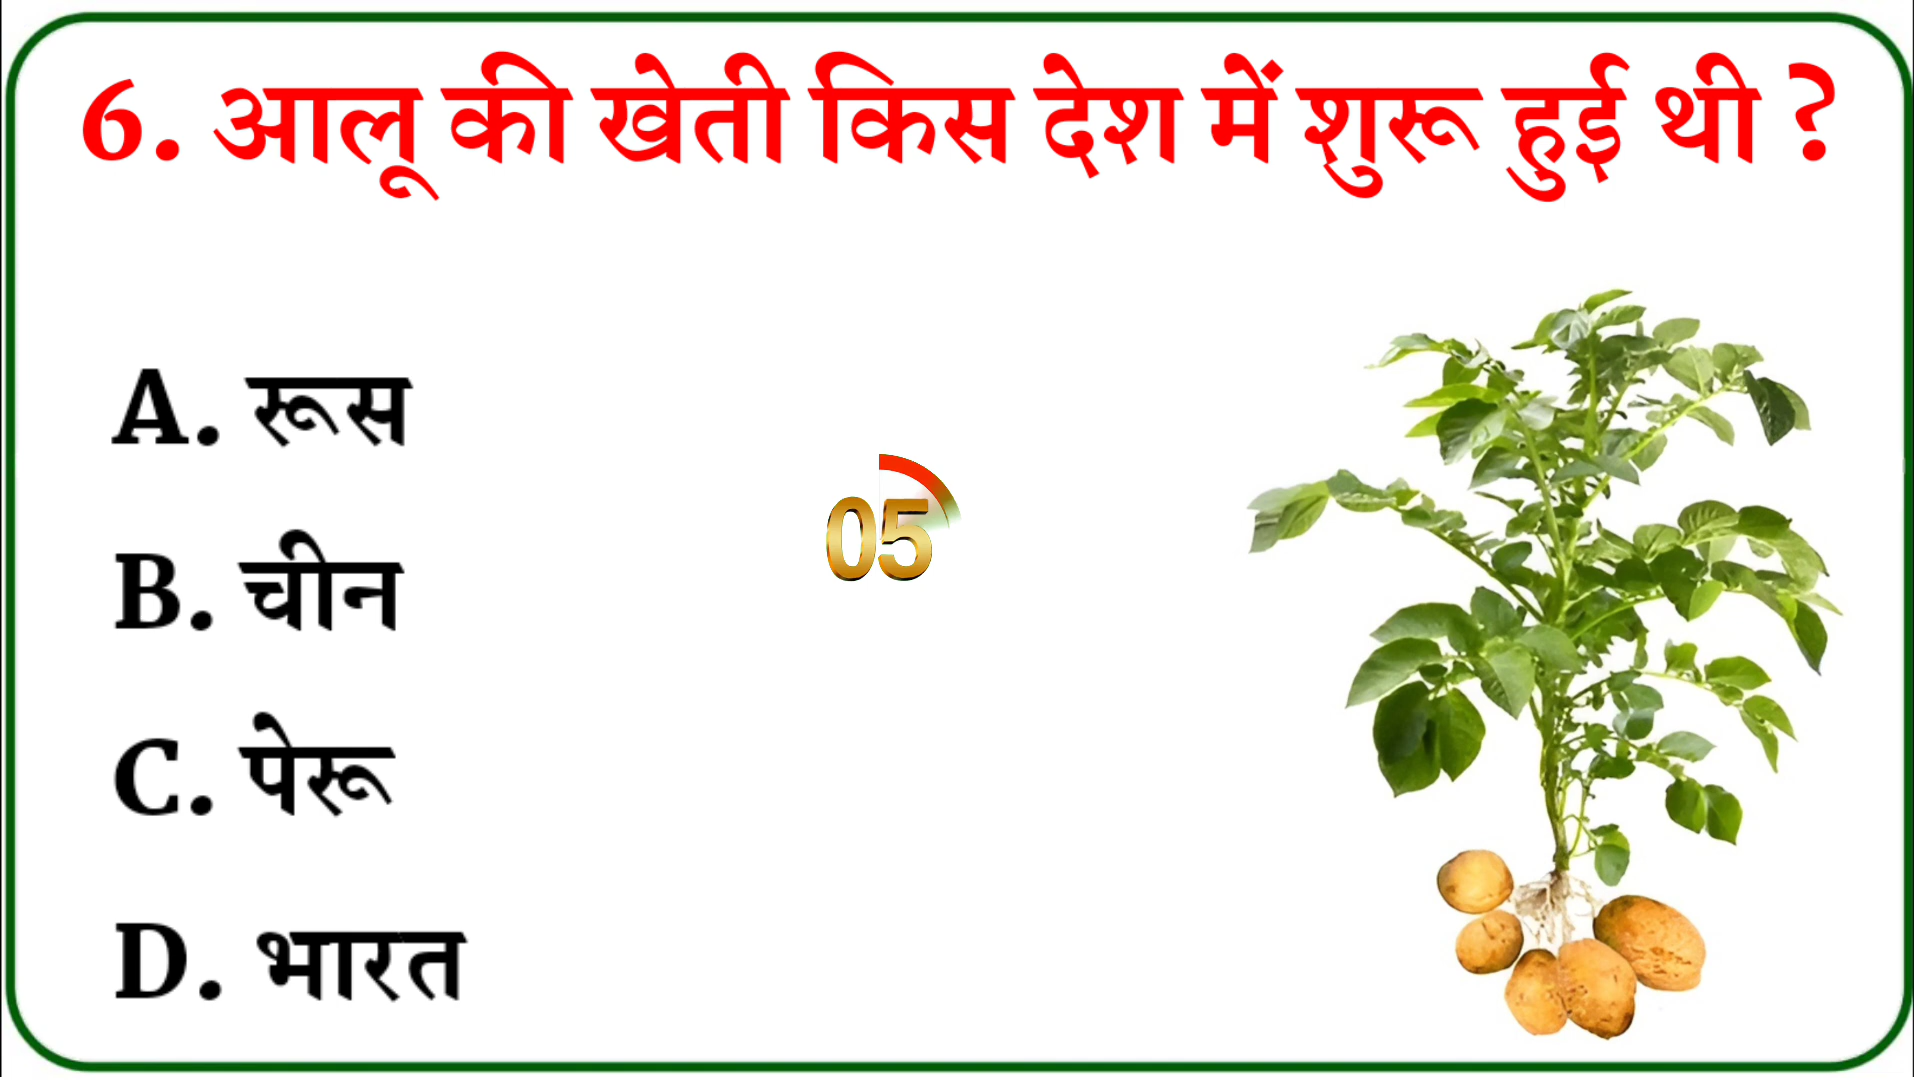 6. आलू की खेती किस देश में शुरू हुई थी ?
A. रूस
05
B. चीन
C. पेरू
D. भारत